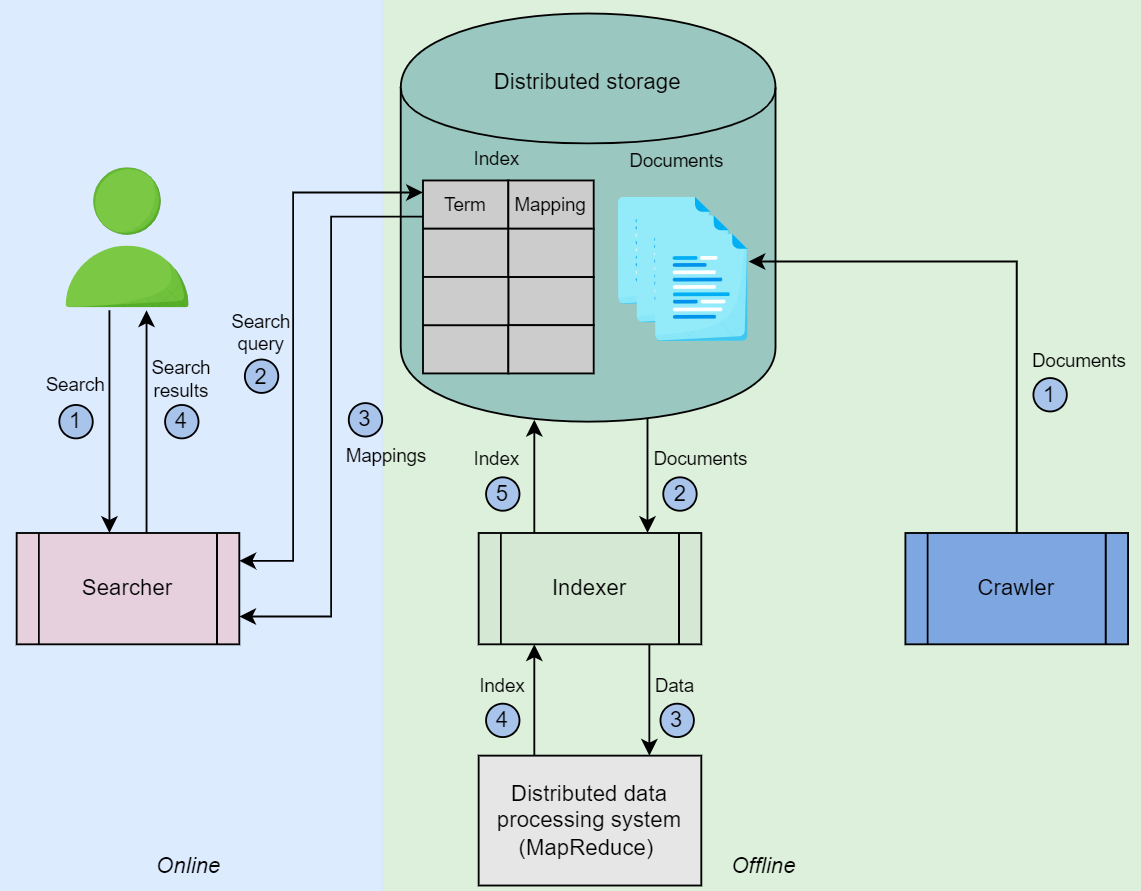 Distributed storage
Index
Documents
Term
Mapping
Search
query
2
Search
1
Search
results
4
3
Mappings
Documents
1
Index
5
Documents
2
Searcher
Indexer
Crawler
Index
4
Data
3
Distributed data
processing system
(MapReduce)
Online
Offline